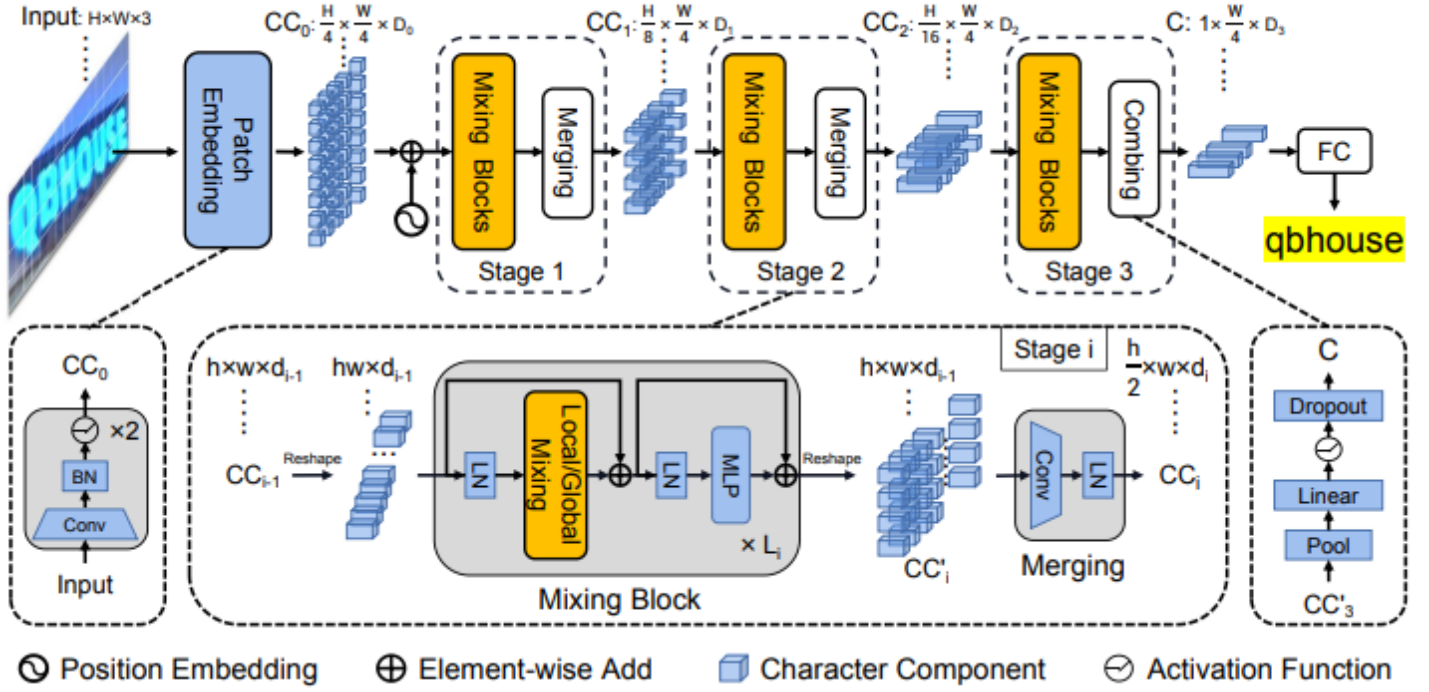 Input: H×W×3
CC₀: H/4 × W/4 × D₀
CC₁: H/8 × W/4 × D₁
CC₂: H/16 × W/4 × D₂
C: 1 × W/4 × D₃
QBHOUSE
Patch Embedding
Mixing Blocks
Merging
Stage 1
Mixing Blocks
Merging
Stage 2
Mixing Blocks
Combing
Stage 3
FC
qbhouse
CC₀
×2
BN
Conv
Input
Stage i
h×w×dᵢ₋₁
hw×dᵢ₋₁
CCᵢ₋₁
Reshape
LN
Local/Global Mixing
LN
MLP
× Lᵢ
Mixing Block
Reshape
h×w×dᵢ₋₁
CC'ᵢ
Conv
LN
Merging
h/2 ×w×dᵢ
CCᵢ
C
Dropout
Linear
Pool
CC'₃
Position Embedding
Element-wise Add
Character Component
Activation Function